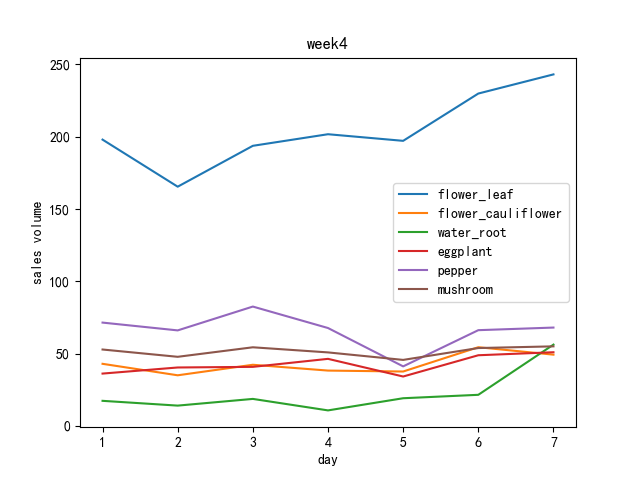 week4
250
200
150
100
50
0
sales volume
flower_leaf
flower_cauliflower
water_root
eggplant
pepper
mushroom
1 2 3 4 5 6 7
day